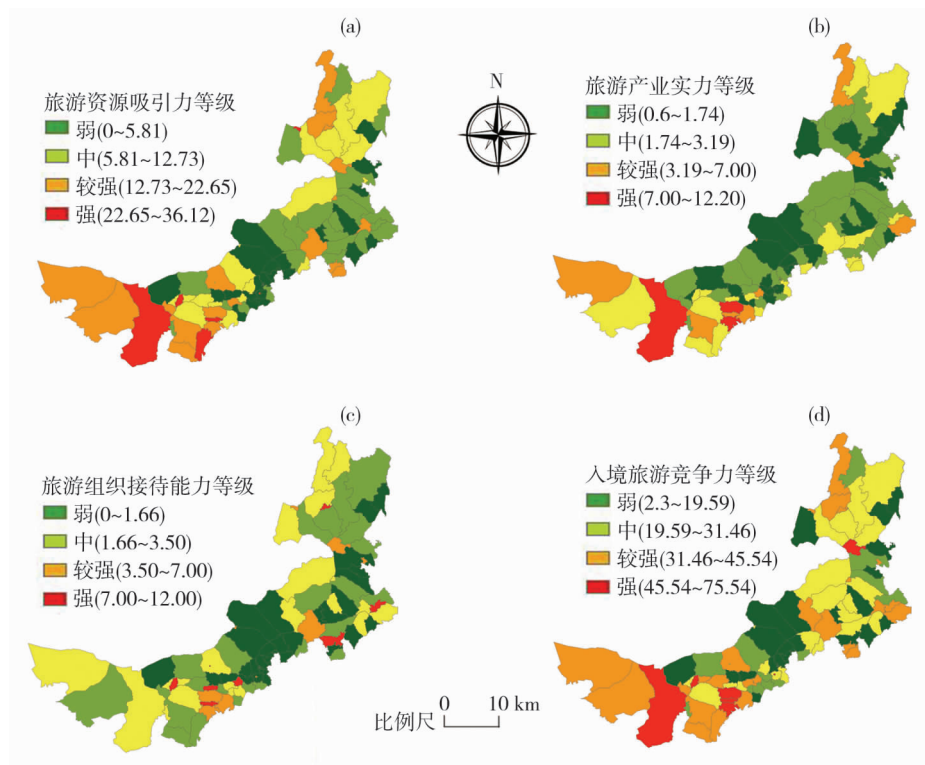 (a)
旅游资源吸引力等级
弱(0~5.81)
中(5.81~12.73)
较强(12.73~22.65)
强(22.65~36.12)
N
(b)
旅游产业实力等级
弱(0.6~1.74)
中(1.74~3.19)
较强(3.19~7.00)
强(7.00~12.20)
(c)
旅游组织接待能力等级
弱(0~1.66)
中(1.66~3.50)
较强(3.50~7.00)
强(7.00~12.00)
(d)
入境旅游竞争力等级
弱(2.3~19.59)
中(19.59~31.46)
较强(31.46~45.54)
强(45.54~75.54)
0 10 km
比例尺